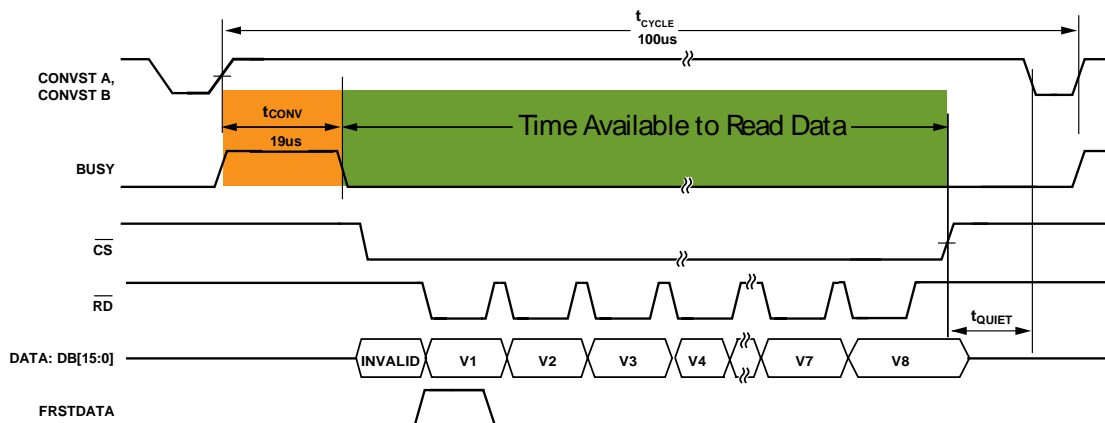 tCYCLE
100us
CONVST A,
CONVST B
tCONV
Time Available to Read Data
19us
BUSY
CS
RD
tQUIET
DATA: DB[15:0]
INVALID V1 V2 V3 V4 V7 V8
FRSTDATA